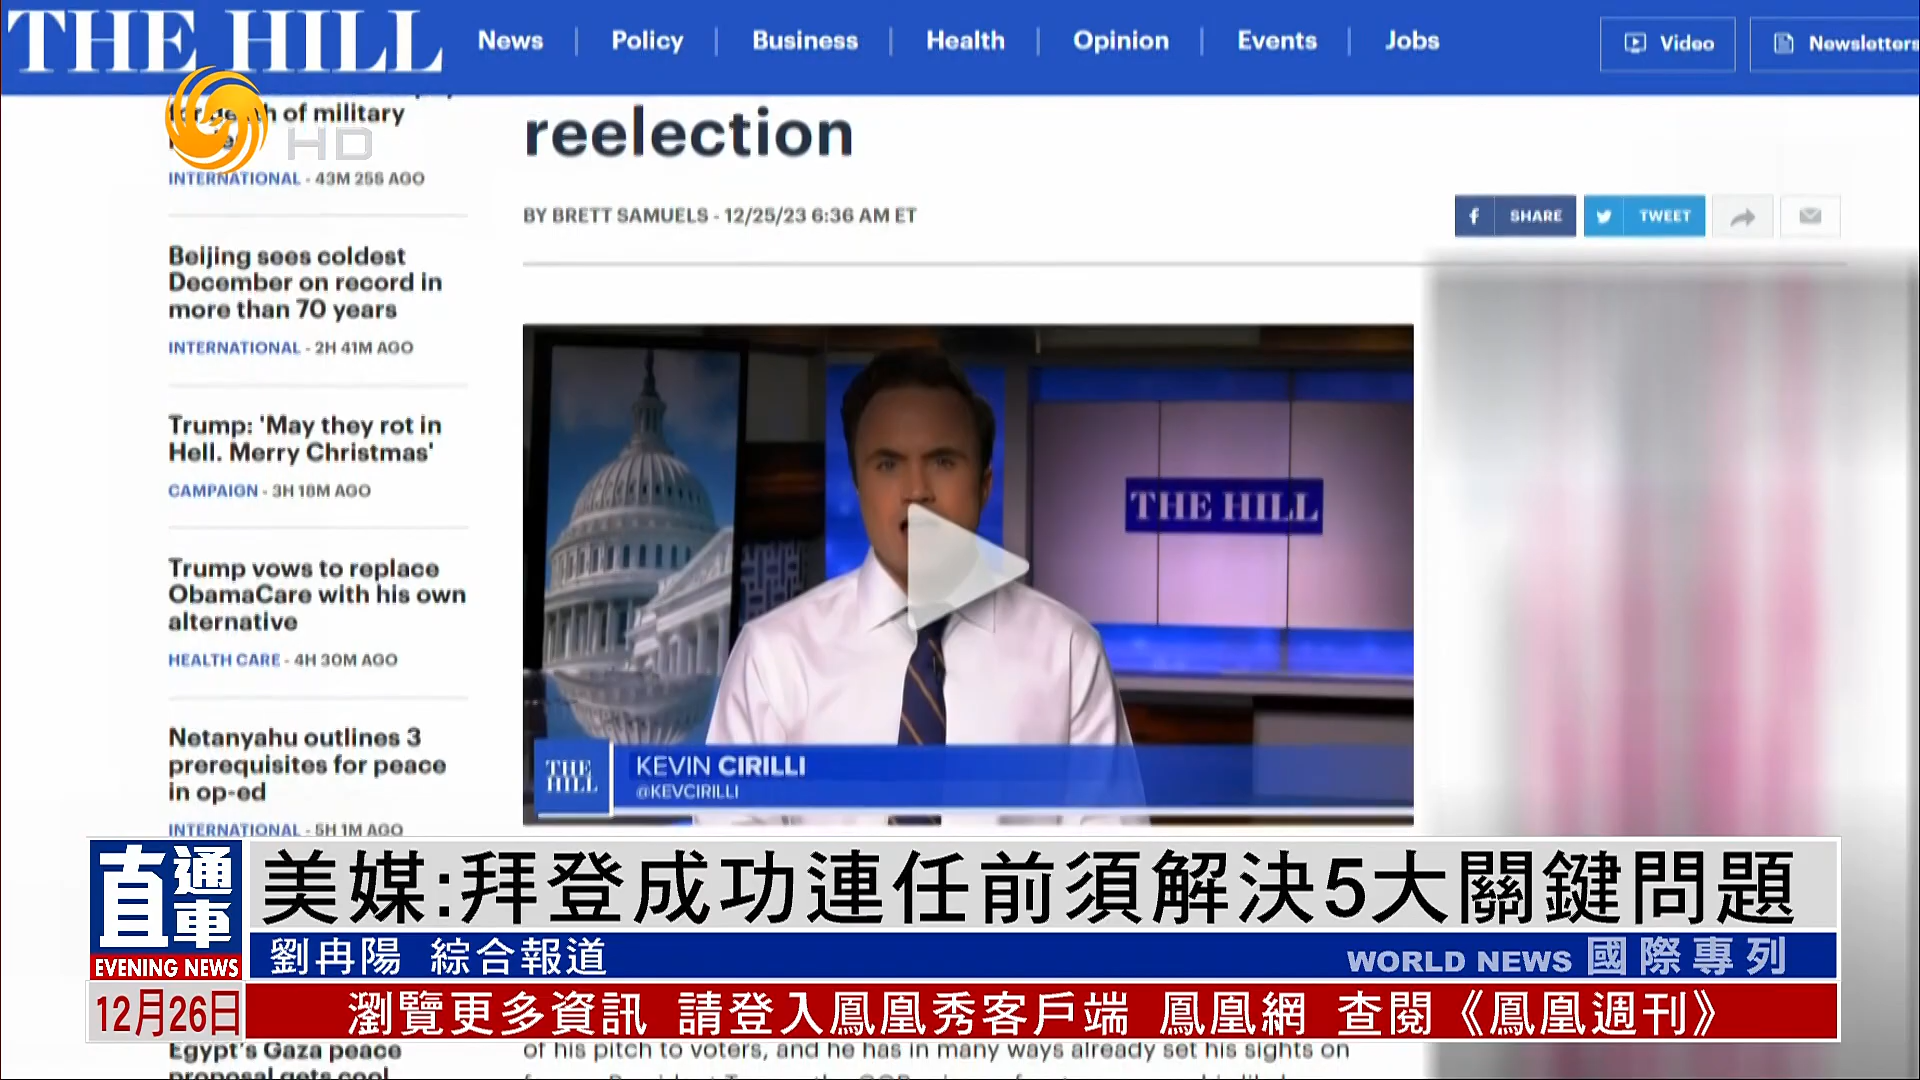 THE HILL
News
Policy
Business
Health
Opinion
Events
Jobs
Video
Newsletters
of military
HD
INTERNATIONAL - 43M 25S AGO
Beijing sees coldest
December on record in
more than 70 years
INTERNATIONAL - 2H 41M AGO
Trump: 'May they rot in
Hell. Merry Christmas'
CAMPAIGN - 3H 18M AGO
Trump vows to replace
ObamaCare with his own
alternative
HEALTH CARE - 4H 30M AGO
Netanyahu outlines 3
prerequisites for peace
in op-ed
INTERNATIONAL - 5H 1M AGO
reelection
BY BRETT SAMUELS - 12/25/23 6:36 AM ET
SHARE
TWEET
THE HILL
THE
HILL
KEVIN CIRILLI
@KEVCIRILLI
直通車
EVENING NEWS
美媒:拜登成功連任前須解決5大關鍵問題
劉冉陽 綜合報道
WORLD NEWS 國際專列
12月26日
瀏覽更多資訊 請登入鳳凰秀客戶端 鳳凰網 查閱《鳳凰週刊》
Egypt's Gaza peace
proposal gets cool
of his pitch to voters, and he has in many ways already set his sights on